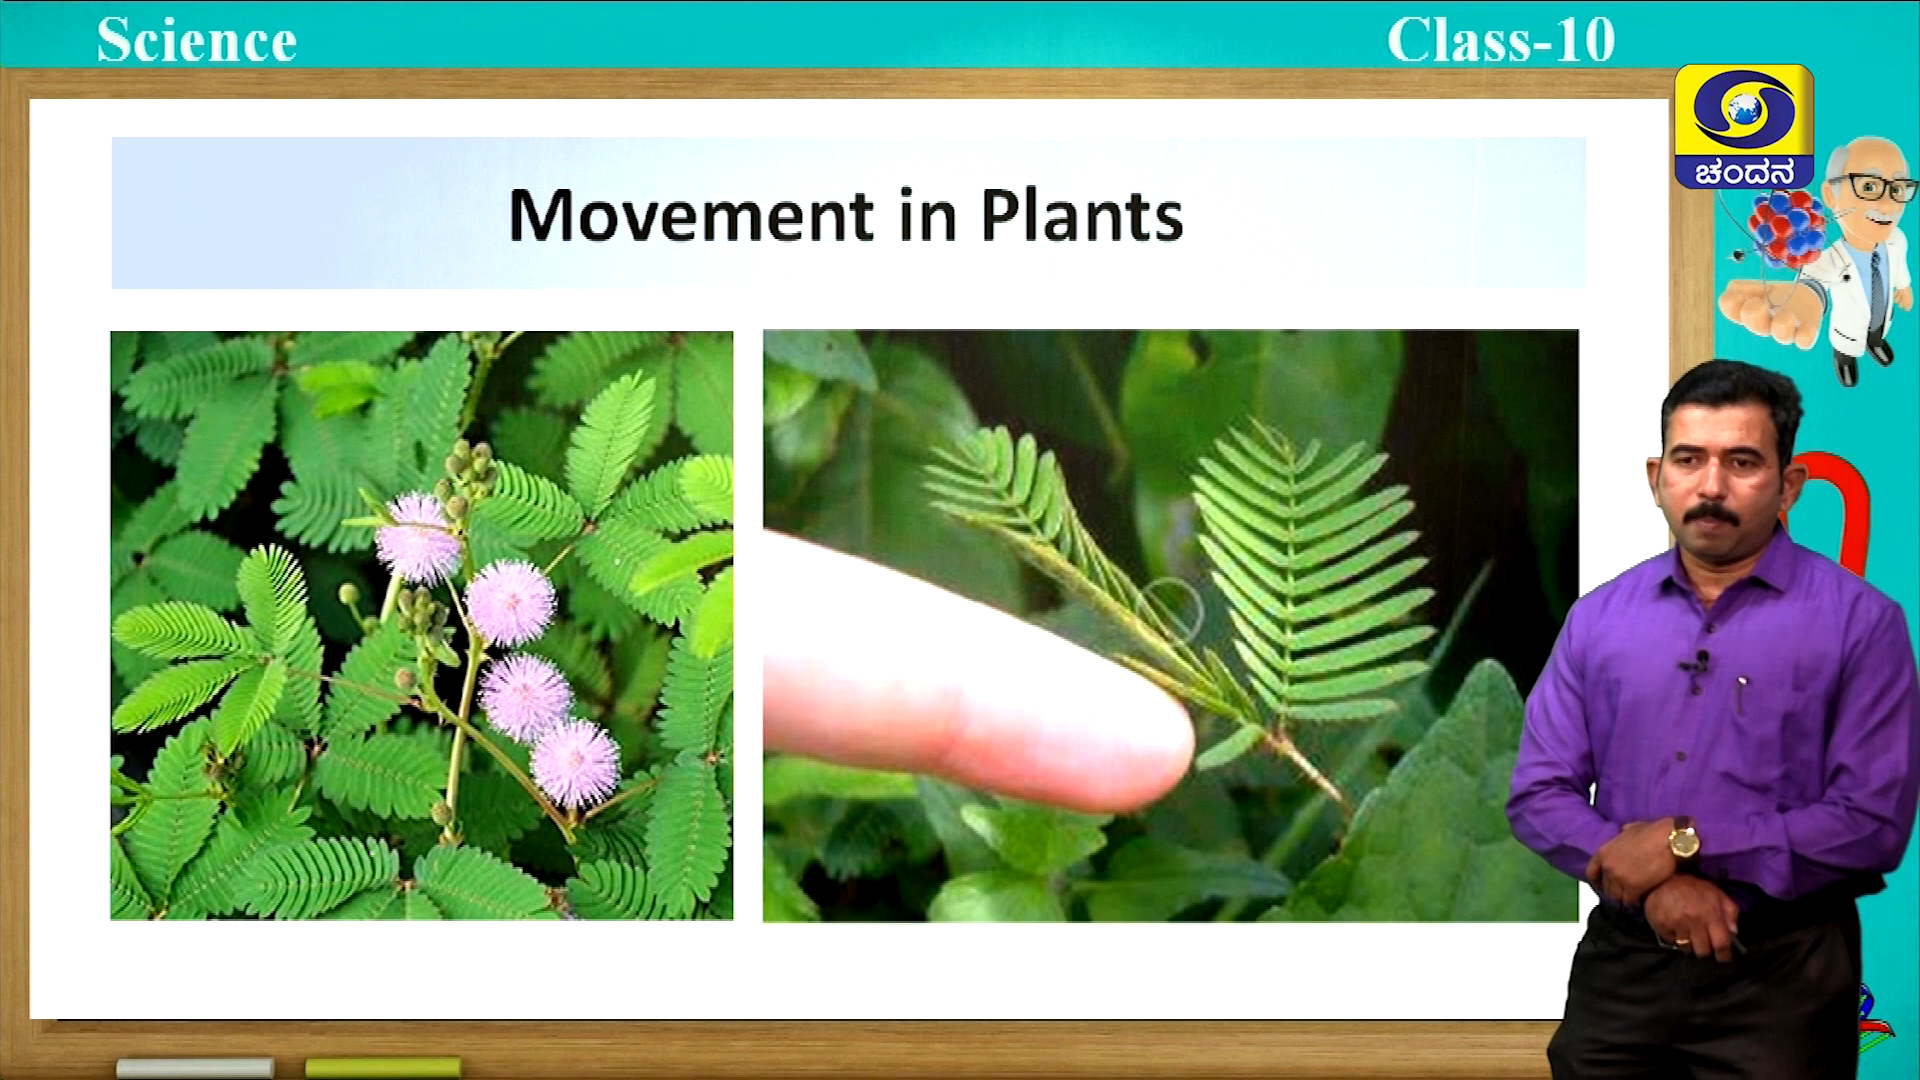 Science
Class-10
ಚಂದನ
Movement in Plants